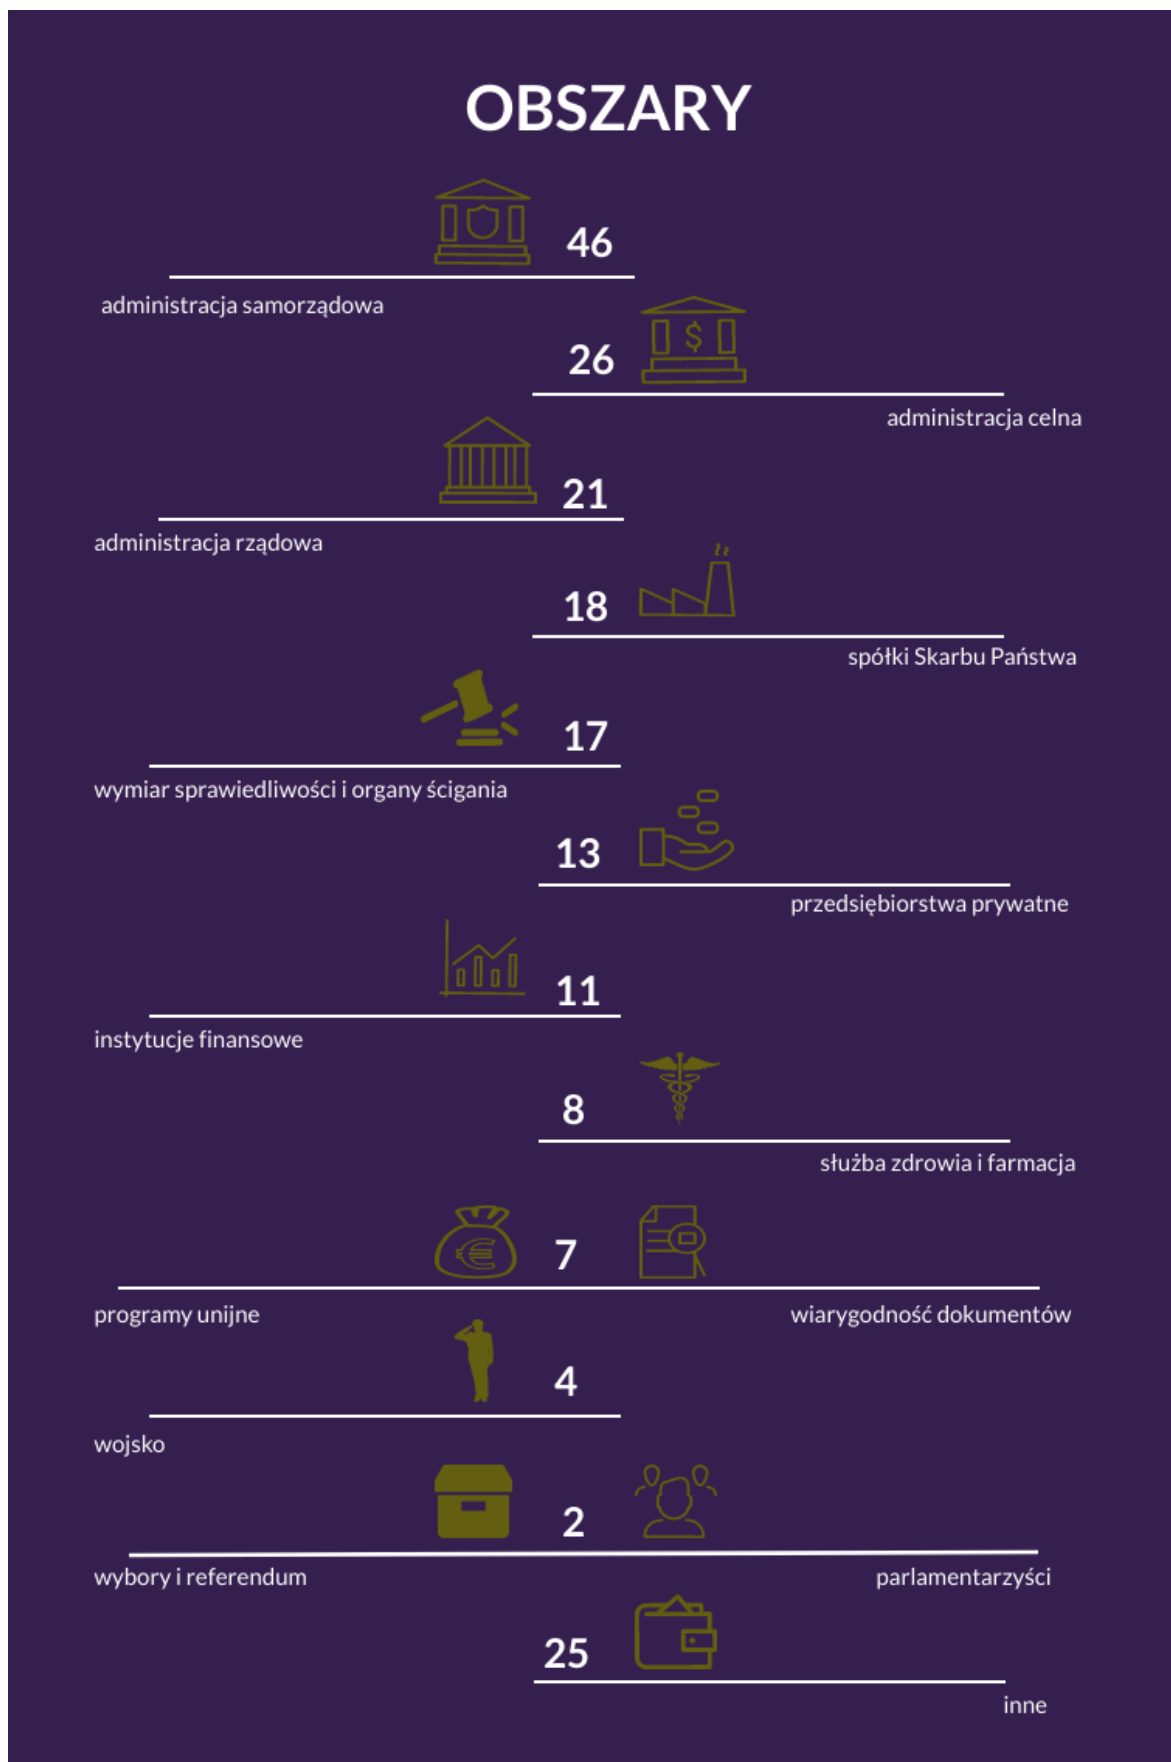 OBSZARY
46
administracja samorządowa
26
administracja celna
21
administracja rządowa
18
spółki Skarbu Państwa
17
wymiar sprawiedliwości i organy ścigania
13
przedsiębiorstwa prywatne
11
instytucje finansowe
8
służba zdrowia i farmacja
7
programy unijne
wiarygodność dokumentów
4
wojsko
2
wybory i referendum
parlamentarzyści
25
inne